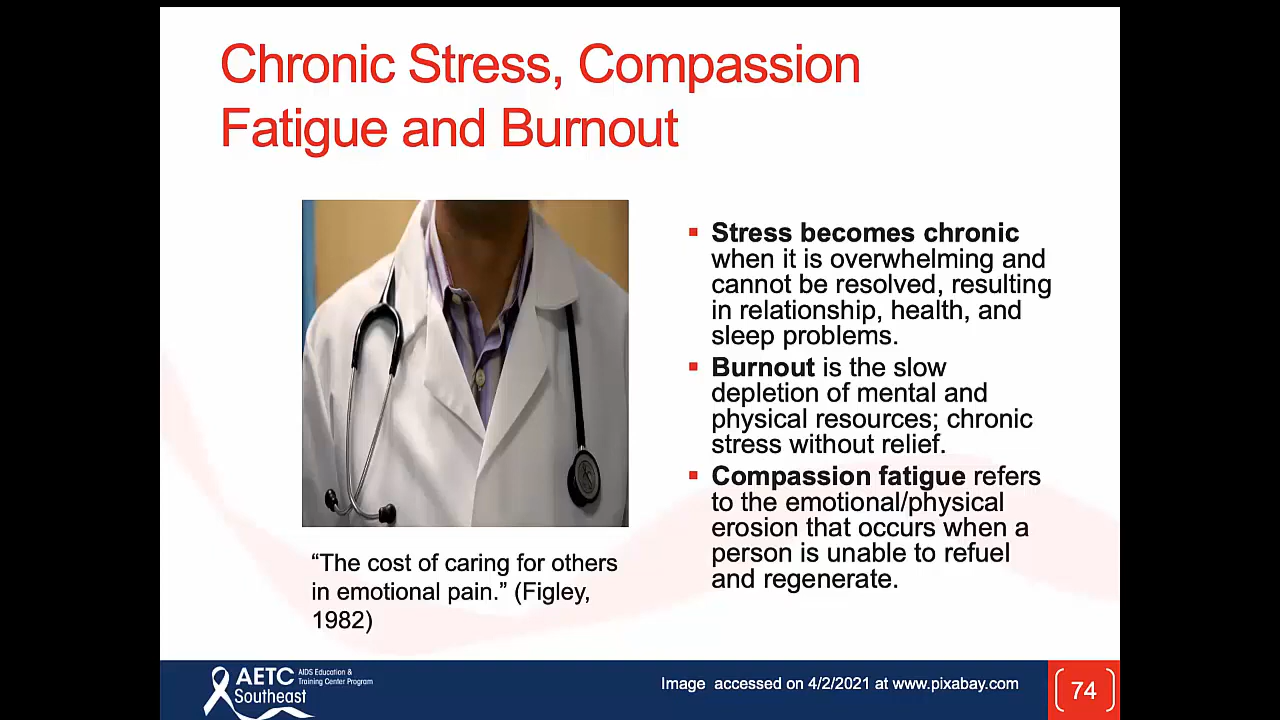 Chronic Stress, Compassion
Fatigue and Burnout
“The cost of caring for others
in emotional pain.” (Figley,
1982)
Stress becomes chronic
when it is overwhelming and
cannot be resolved, resulting
in relationship, health, and
sleep problems.
Burnout is the slow
depletion of mental and
physical resources; chronic
stress without relief.
Compassion fatigue refers
to the emotional/physical
erosion that occurs when a
person is unable to refuel
and regenerate.
AETC AIDS Education &
Training Center Program
Southeast
Image accessed on 4/2/2021 at www.pixabay.com
74